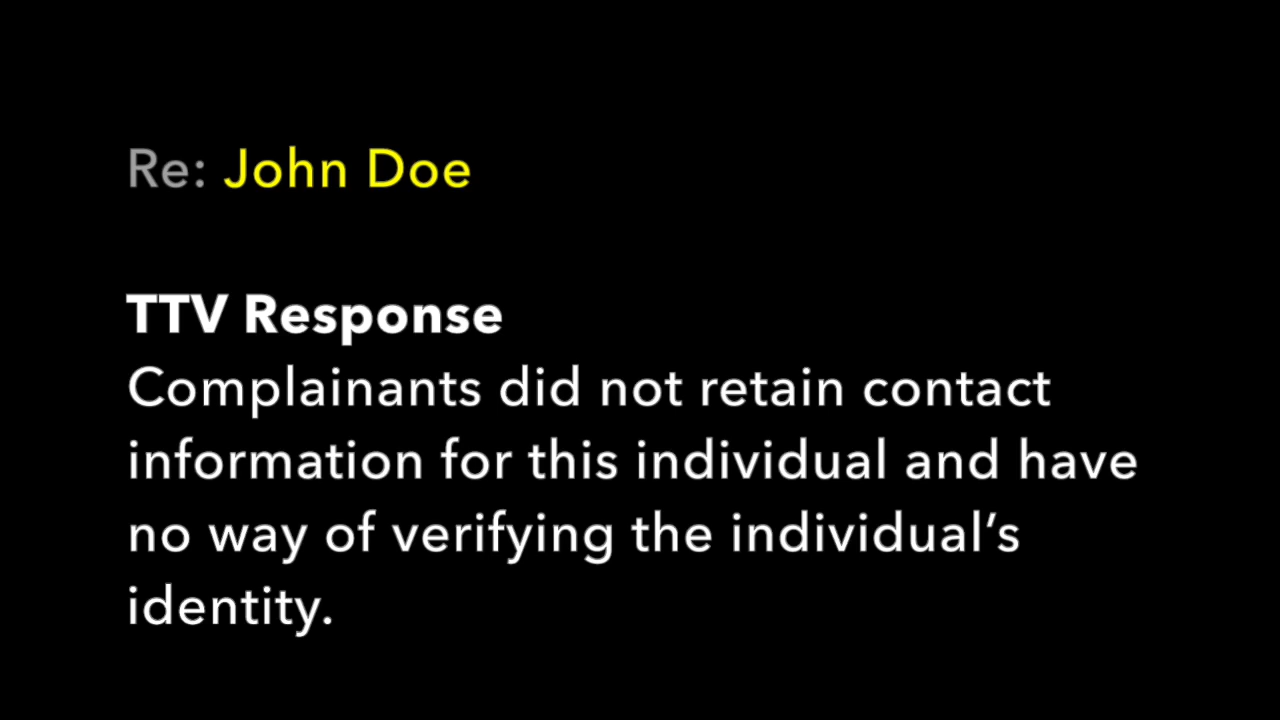 Re: John Doe
TTV Response
Complainants did not retain contact
information for this individual and have
no way of verifying the individual’s
identity.